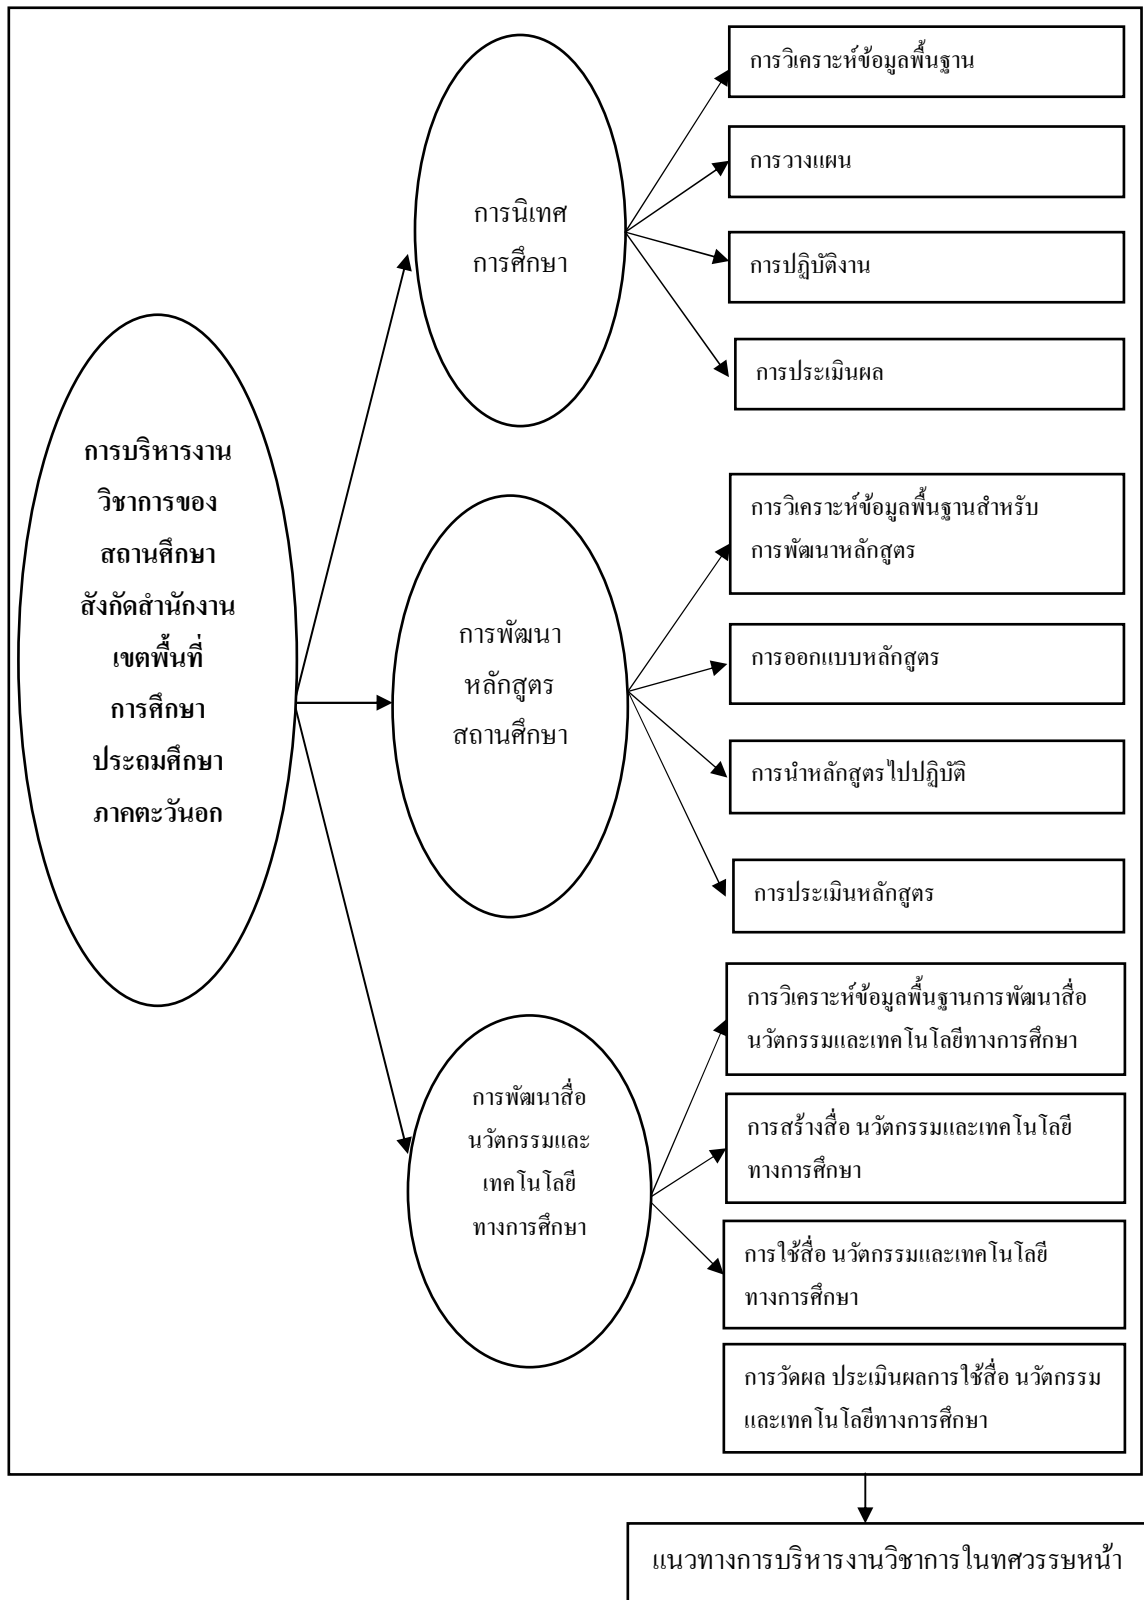 การบริหารงาน
วิชาการของ
สถานศึกษา
สังกัดสำนักงาน
เขตพื้นที่
การศึกษา
ประถมศึกษา
ภาคตะวันอก
การนิเทศ
การศึกษา
การวิเคราะห์ข้อมูลพื้นฐาน
การวางแผน
การปฏิบัติงาน
การประเมินผล
การพัฒนา
หลักสูตร
สถานศึกษา
การวิเคราะห์ข้อมูลพื้นฐานสำหรับ
การพัฒนาหลักสูตร
การออกแบบหลักสูตร
การนำหลักสูตรไปปฏิบัติ
การประเมินหลักสูตร
การพัฒนาสื่อ
นวัตกรรมและ
เทคโนโลยี
ทางการศึกษา
การวิเคราะห์ข้อมูลพื้นฐานการพัฒนาสื่อ
นวัตกรรมและเทคโนโลยีทางการศึกษา
การสร้างสื่อ นวัตกรรมและเทคโนโลยี
ทางการศึกษา
การใช้สื่อ นวัตกรรมและเทคโนโลยี
ทางการศึกษา
การวัดผล ประเมินผลการใช้สื่อ นวัตกรรม
และเทคโนโลยีทางการศึกษา
แนวทางการบริหารงานวิชาการในทศวรรษหน้า